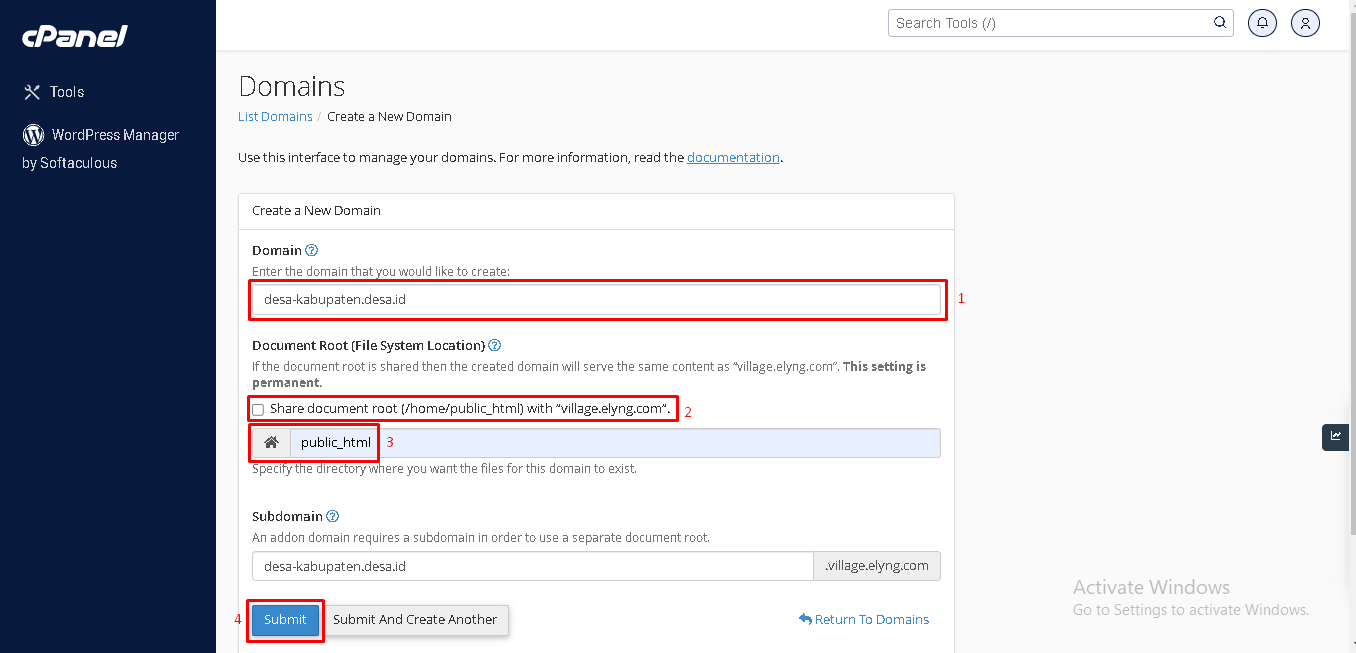 cPanel
Search Tools (/)
Tools
WordPress Manager
by Softaculous
Domains
List Domains / Create a New Domain
Use this interface to manage your domains. For more information, read the documentation.
Create a New Domain
Domain
Enter the domain that you would like to create:
desa-kabupaten.desa.id
1
Document Root (File System Location)
If the document root is shared then the created domain will serve the same content as “village.elyng.com”. This setting is
permanent.
Share document root (/home/public_html) with “village.elyng.com”.
2
public_html
3
Specify the directory where you want the files for this domain to exist.
Subdomain
An addon domain requires a subdomain in order to use a separate document root.
desa-kabupaten.desa.id .village.elyng.com
4 Submit Submit And Create Another Return To Domains
Activate Windows
Go to Settings to activate Windows.